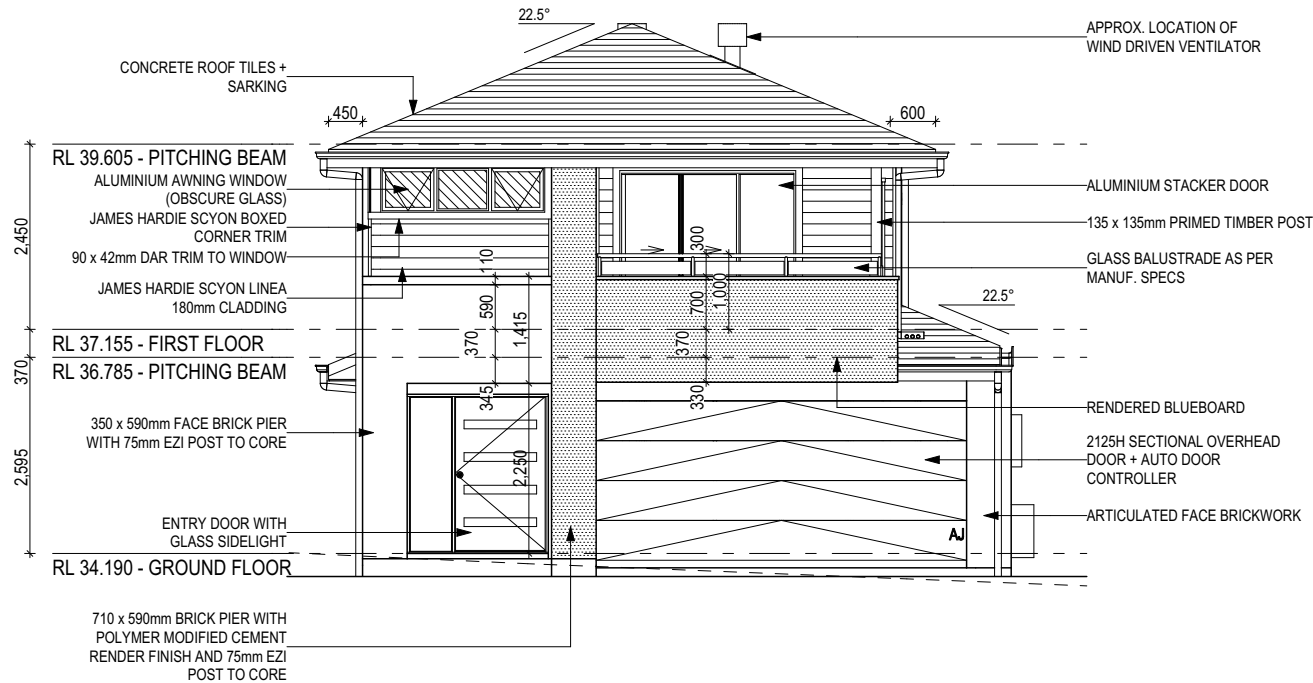 22.5°
APPROX. LOCATION OF
WIND DRIVEN VENTILATOR
CONCRETE ROOF TILES +
SARKING
450
600
RL 39.605 - PITCHING BEAM
ALUMINIUM AWNING WINDOW
(OBSCURE GLASS)
JAMES HARDIE SCYON BOXED
CORNER TRIM
90 x 42mm DAR TRIM TO WINDOW
JAMES HARDIE SCYON LINEA
180mm CLADDING
ALUMINIUM STACKER DOOR
135 x 135mm PRIMED TIMBER POST
GLASS BALUSTRADE AS PER
MANUF. SPECS
2,450
110
590
370
345
1,415
2,250
300
700
1,000
370
330
22.5°
RL 37.155 - FIRST FLOOR
370
RL 36.785 - PITCHING BEAM
350 x 590mm FACE BRICK PIER
WITH 75mm EZI POST TO CORE
2,595
RENDERED BLUEBOARD
2125H SECTIONAL OVERHEAD
DOOR + AUTO DOOR
CONTROLLER
ENTRY DOOR WITH
GLASS SIDELIGHT
ARTICULATED FACE BRICKWORK
AJ
RL 34.190 - GROUND FLOOR
710 x 590mm BRICK PIER WITH
POLYMER MODIFIED CEMENT
RENDER FINISH AND 75mm EZI
POST TO CORE